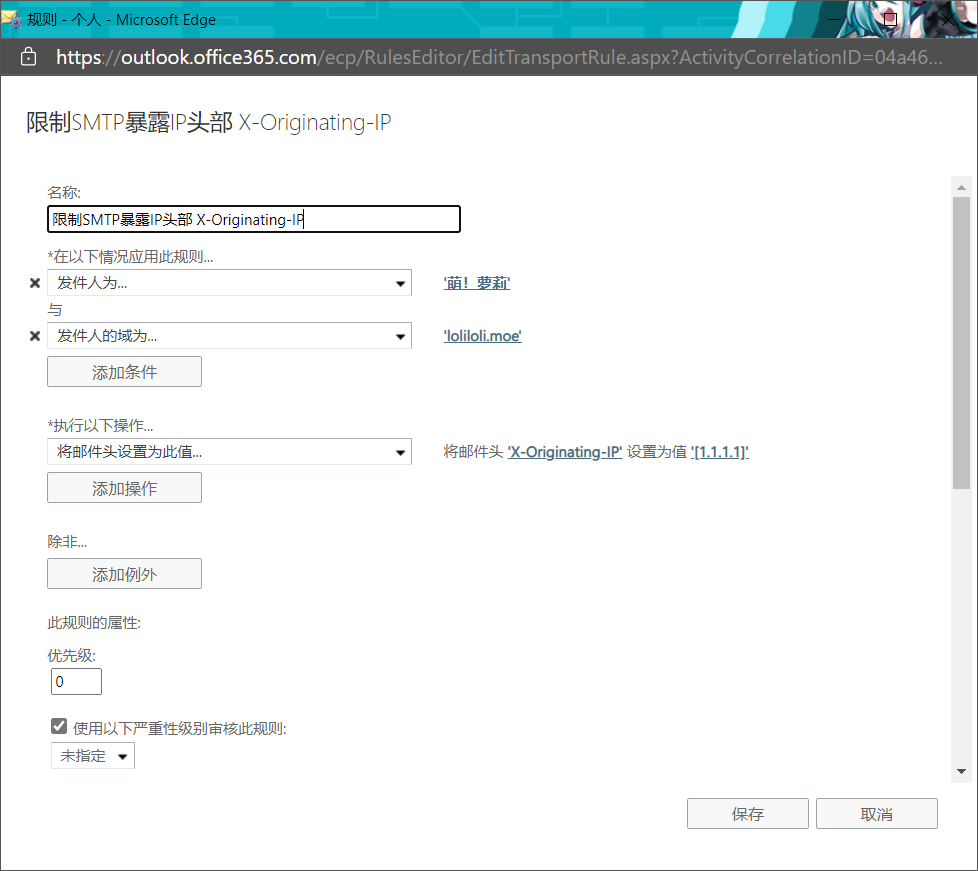 规则 - 个人 - Microsoft Edge
https://outlook.office365.com/ecp/RulesEditor/EditTransportRule.aspx?ActivityCorrelationID=04a46...
限制SMTP暴露IP头部 X-Originating-IP
名称:
限制SMTP暴露IP头部 X-Originating-IP
*在以下情况应用此规则...
发件人为... '萌！萝莉'
与
发件人的域为... 'loliloli.moe'
添加条件
*执行以下操作...
将邮件头设置为此值... 将邮件头 'X-Originating-IP' 设置为值 '[1.1.1.1]'
添加操作
除非...
添加例外
此规则的属性:
优先级:
0
使用以下严重性级别审核此规则:
未指定
保存 取消